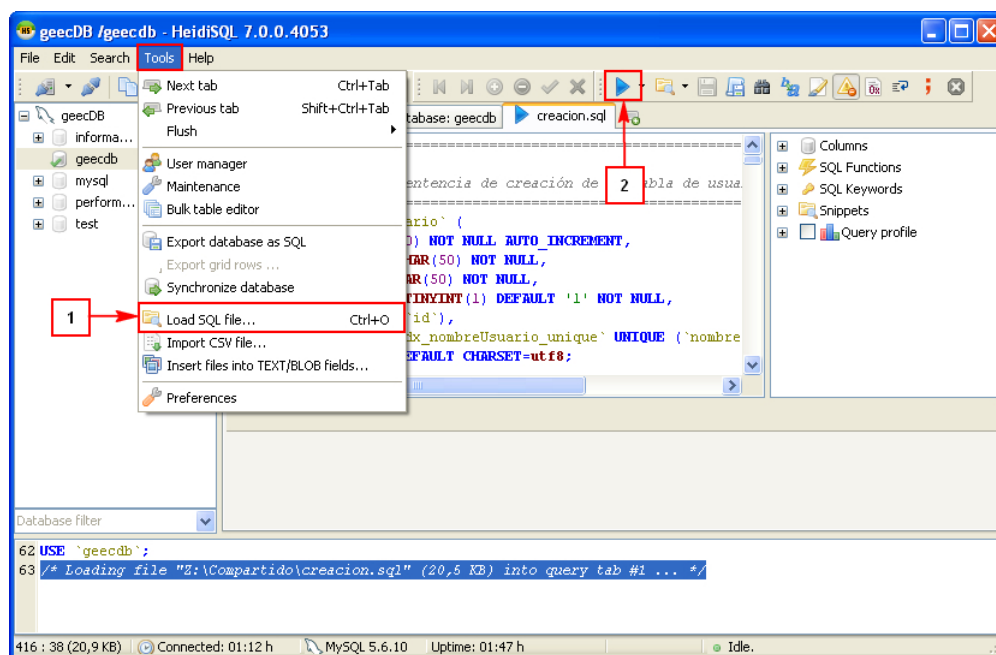 geecDB /geecdb - HeidiSQL 7.0.0.4053
File Edit Search Tools Help
Next tab Ctrl+Tab
Previous tab Shift+Ctrl+Tab
Flush
User manager
Maintenance
Bulk table editor
Export database as SQL
Export grid rows ...
Synchronize database
Load SQL file... Ctrl+O
Import CSV file...
Insert files into TEXT/BLOB fields...
Preferences
1
2
geecDB
informa...
geecdb
mysql
perform...
test
Database filter
tabase: geecdb creacion.sql
entencia de creación de abla de usua
ario` (
) NOT NULL AUTO_INCREMENT,
HAR(50) NOT NULL,
AR(50) NOT NULL,
TINYINT(1) DEFAULT '1' NOT NULL,
`id`),
dx_nombreUsuario_unique` UNIQUE (`nombre
EFAULT CHARSET=utf8;
Columns
SQL Functions
SQL Keywords
Snippets
Query profile
62 USE `geecdb`;
63 /* Loading file "Z:\Compartido\creacion.sql" (20,5 KB) into query tab #1 ... */
416 : 38 (20,9 KB) Connected: 01:12 h MySQL 5.6.10 Uptime: 01:47 h Idle.